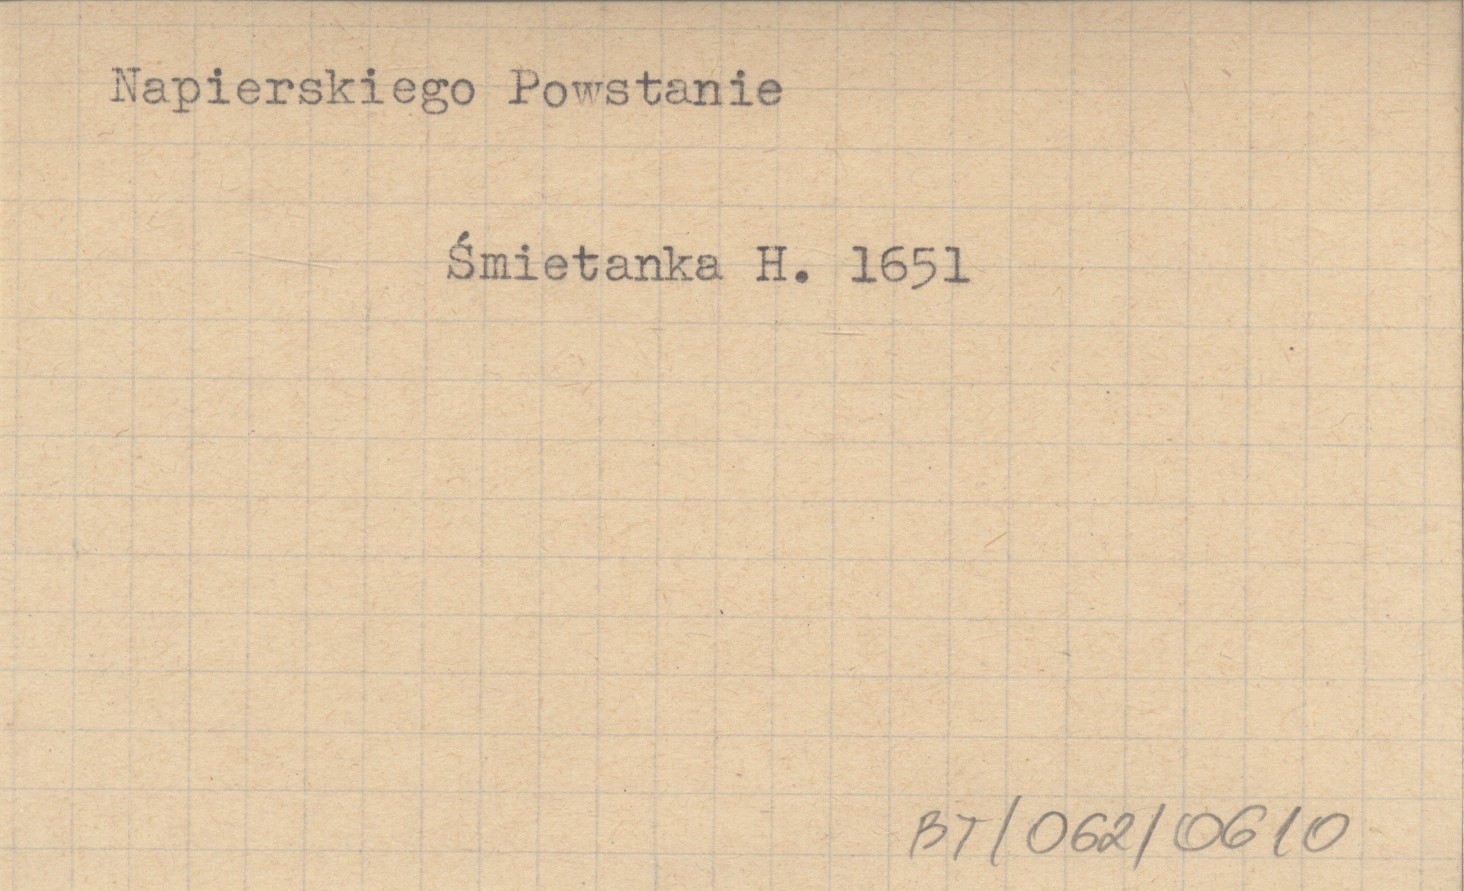 Napierskiego Powstanie
Śmietanka H. 1651
BT/062/0610